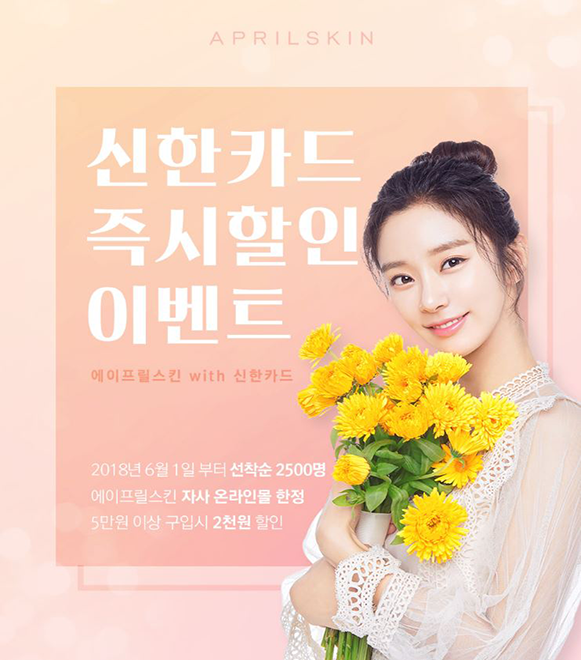 APRILSKIN
신한카드
즉시할인
이벤트
에이프릴스킨 with 신한카드
2018년 6월 1일 부터 선착순 2500명
에이프릴스킨 자사 온라인몰 한정
5만원 이상 구입시 2천원 할인